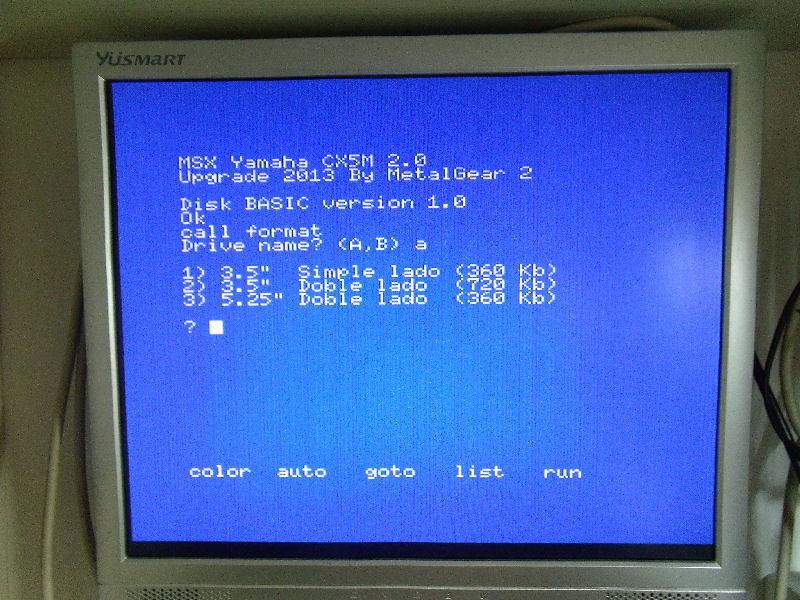 YUSMART
MSX Yamaha CX5M 2.0
Upgrade 2013 By MetalGear 2
Disk BASIC version 1.0
Ok
call format
Drive name? (A,B) a
1) 3.5" Simple lado (360 Kb)
2) 3.5" Doble lado (720 Kb)
3) 5.25" Doble lado (360 Kb)
?
color auto goto list run